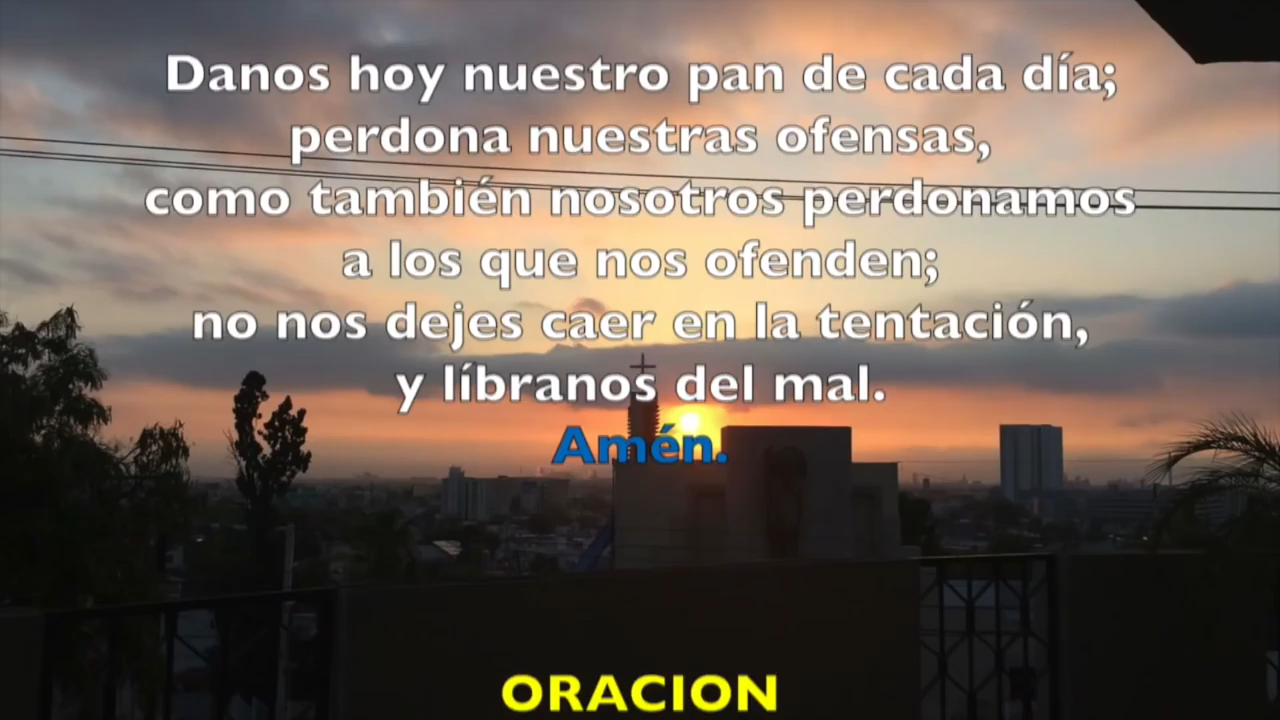 Danos hoy nuestro pan de cada día;
perdona nuestras ofensas,
como también nosotros perdonamos
a los que nos ofenden;
no nos dejes caer en la tentación,
y líbranos del mal.
Amén.
ORACION